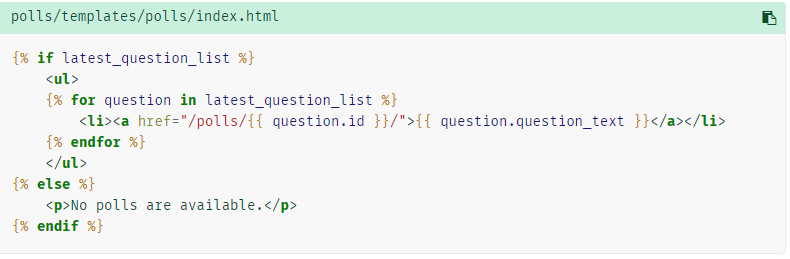 polls/templates/polls/index.html
{% if latest_question_list %}
    <ul>
    {% for question in latest_question_list %}
        <li><a href="/polls/{{ question.id }}/">{{ question.question_text }}</a></li>
    {% endfor %}
    </ul>
{% else %}
    <p>No polls are available.</p>
{% endif %}